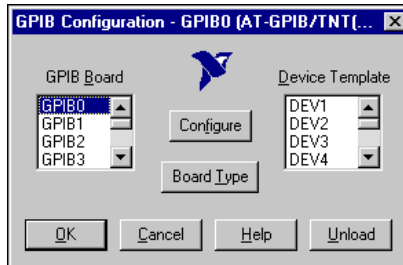 GPIB Configuration - GPIB0 (AT-GPIB/TNT(...
GPIB Board
Device Template
GPIB0
GPIB1
GPIB2
GPIB3
Configure
Board Type
DEV1
DEV2
DEV3
DEV4
OK
Cancel
Help
Unload